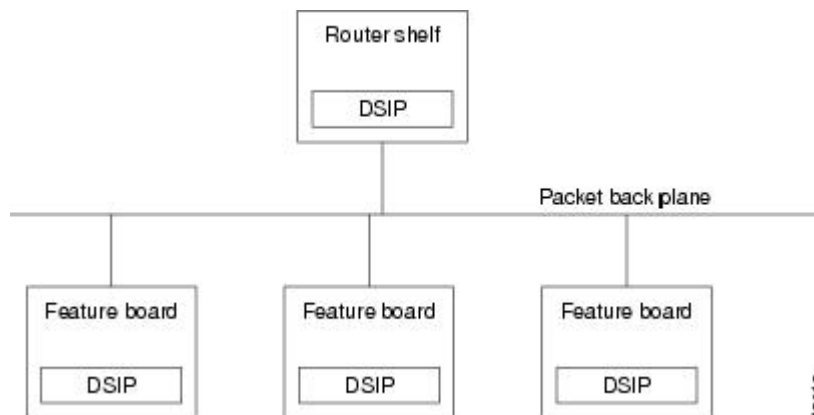 Router shelf
DSIP
Packet back plane
Feature board
Feature board
Feature board
DSIP
DSIP
DSIP